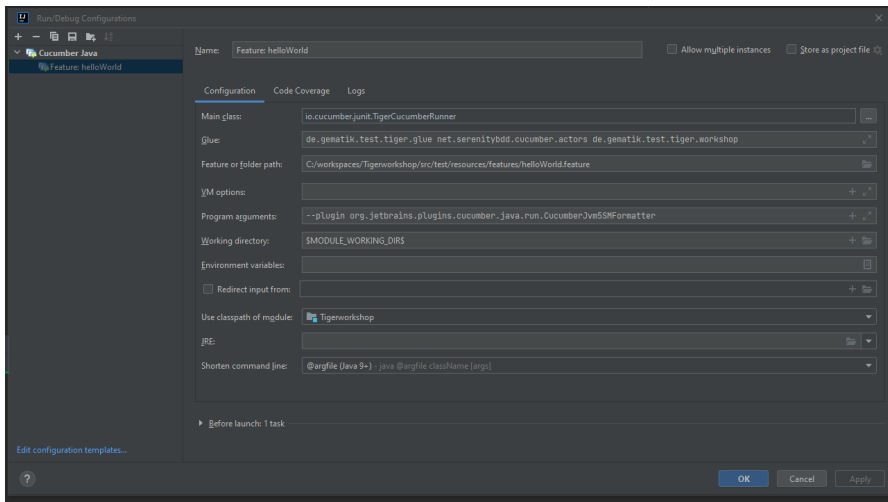 Run/Debug Configurations
Cucumber Java
Feature: helloWorld
Edit configuration templates...
Name: Feature: helloWorld
Allow multiple instances
Store as project file
Configuration Code Coverage Logs
Main class: io.cucumber.junit.TigerCucumberRunner ...
Glue: de.gematik.test.tiger.glue net.serenitybdd.cucumber.actors de.gematik.test.tiger.workshop
Feature or folder path: C:/workspaces/Tigerworkshop/src/test/resources/features/helloWorld.feature
VM options:
Program arguments: --plugin org.jetbrains.plugins.cucumber.java.run.CucumberJvm5SMFormatter
Working directory: $MODULE_WORKING_DIR$
Environment variables:
Redirect input from:
Use classpath of module: Tigerworkshop
JRE:
Shorten command line: @argfile (Java 9+) - java @argfile className [args]
Before launch: 1 task
? OK Cancel Apply